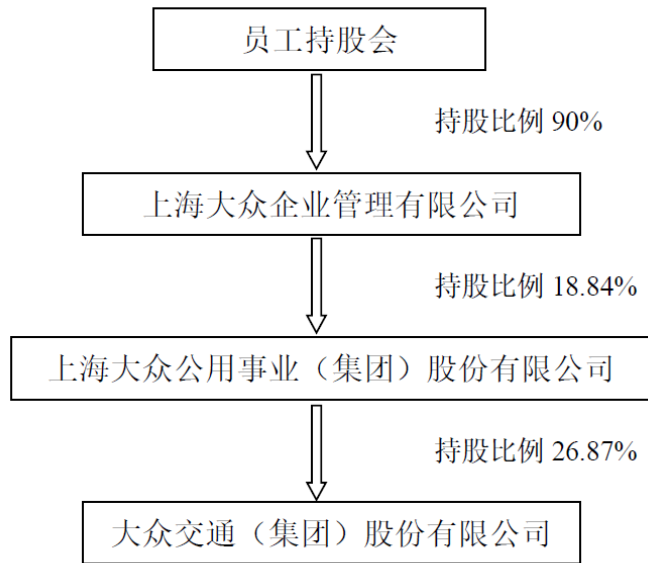 员工持股会
持股比例 90%
上海大众企业管理有限公司
持股比例 18.84%
上海大众公用事业（集团）股份有限公司
持股比例 26.87%
大众交通（集团）股份有限公司